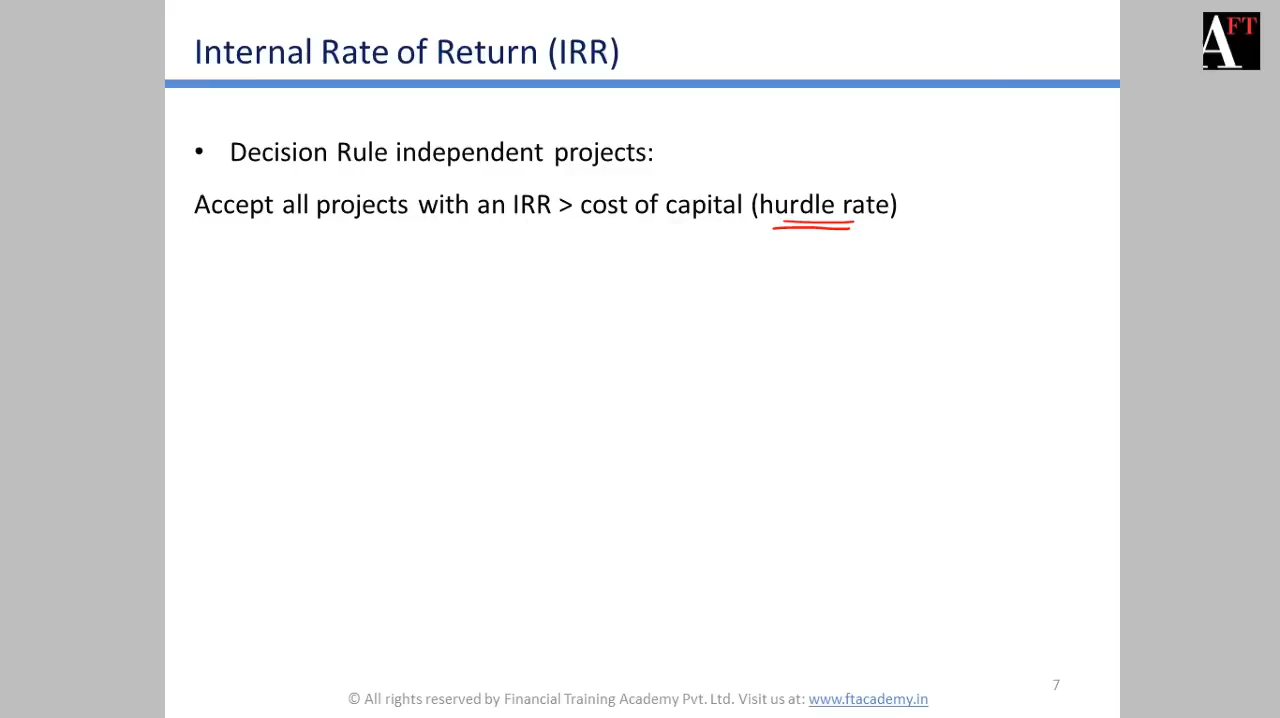 Internal Rate of Return (IRR)
AFT
• Decision Rule independent projects:
Accept all projects with an IRR > cost of capital (hurdle rate)
7
© All rights reserved by Financial Training Academy Pvt. Ltd. Visit us at: www.ftacademy.in